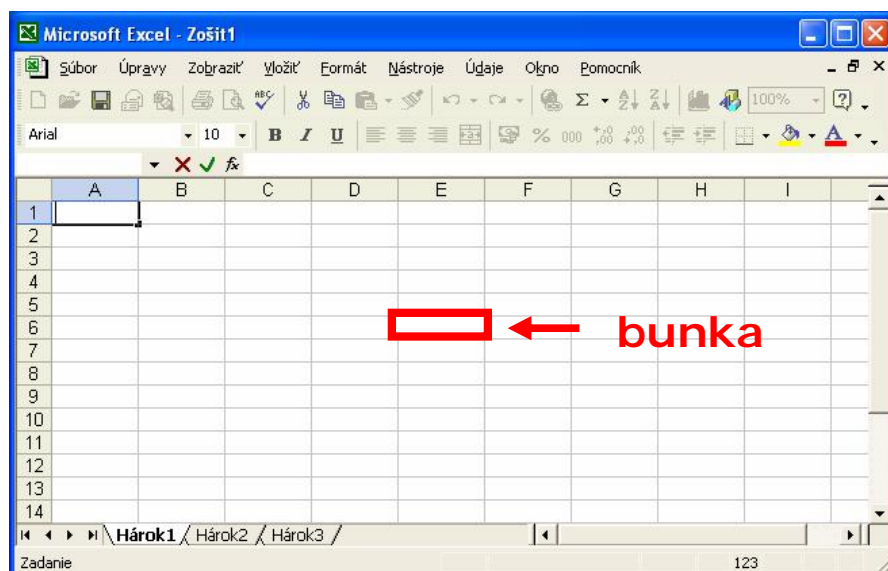 Microsoft Excel - Zošit1
Súbor Úpravy Zobraziť Vložiť Formát Nástroje Údaje Okno Pomocník
ABC Σ A Z Z A 100% ?
Arial 10 B I U % 000 A
fx
A B C D E F G H I
1
2
3
4
5
6 bunka
7
8
9
10
11
12
13
14
Hárok1 Hárok2 Hárok3
Zadanie 123